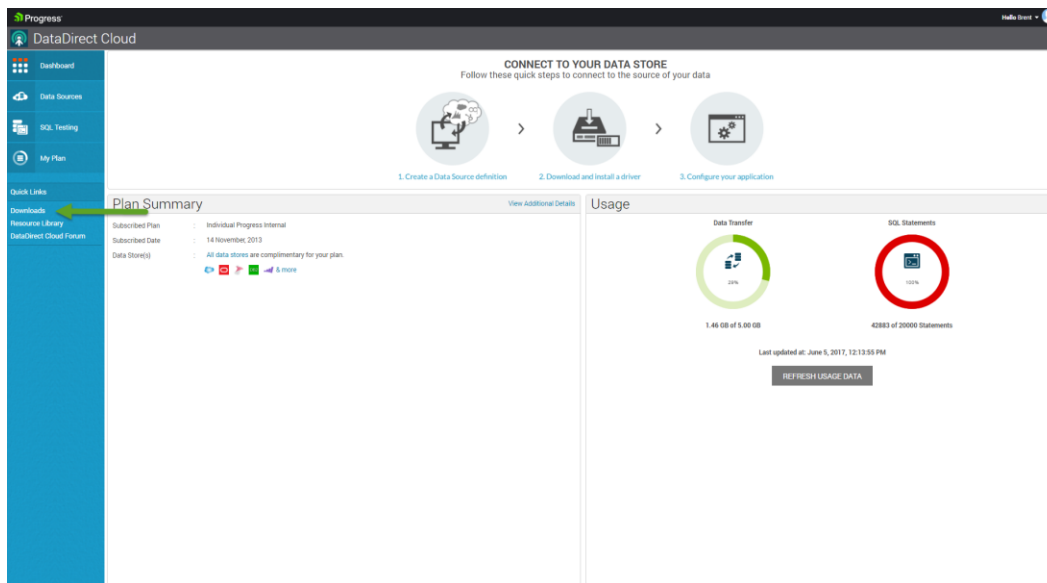 Progress
Hello Brent
DataDirect Cloud
Dashboard
Data Sources
SQL Testing
My Plan
Quick Links
Downloads
Resource Library
DataDirect Cloud Forum
CONNECT TO YOUR DATA STORE
Follow these quick steps to connect to the source of your data
1. Create a Data Source definition
2. Download and install a driver
3. Configure your application
Plan Summary
View Additional Details
Subscribed Plan : Individual Progress Internal
Subscribed Date : 14 November, 2013
Data Store(s) : All data stores are complimentary for your plan.
& more
Usage
Data Transfer
SQL Statements
29%
100%
1.46 GB of 5.00 GB
42883 of 20000 Statements
Last updated at: June 5, 2017, 12:13:55 PM
REFRESH USAGE DATA